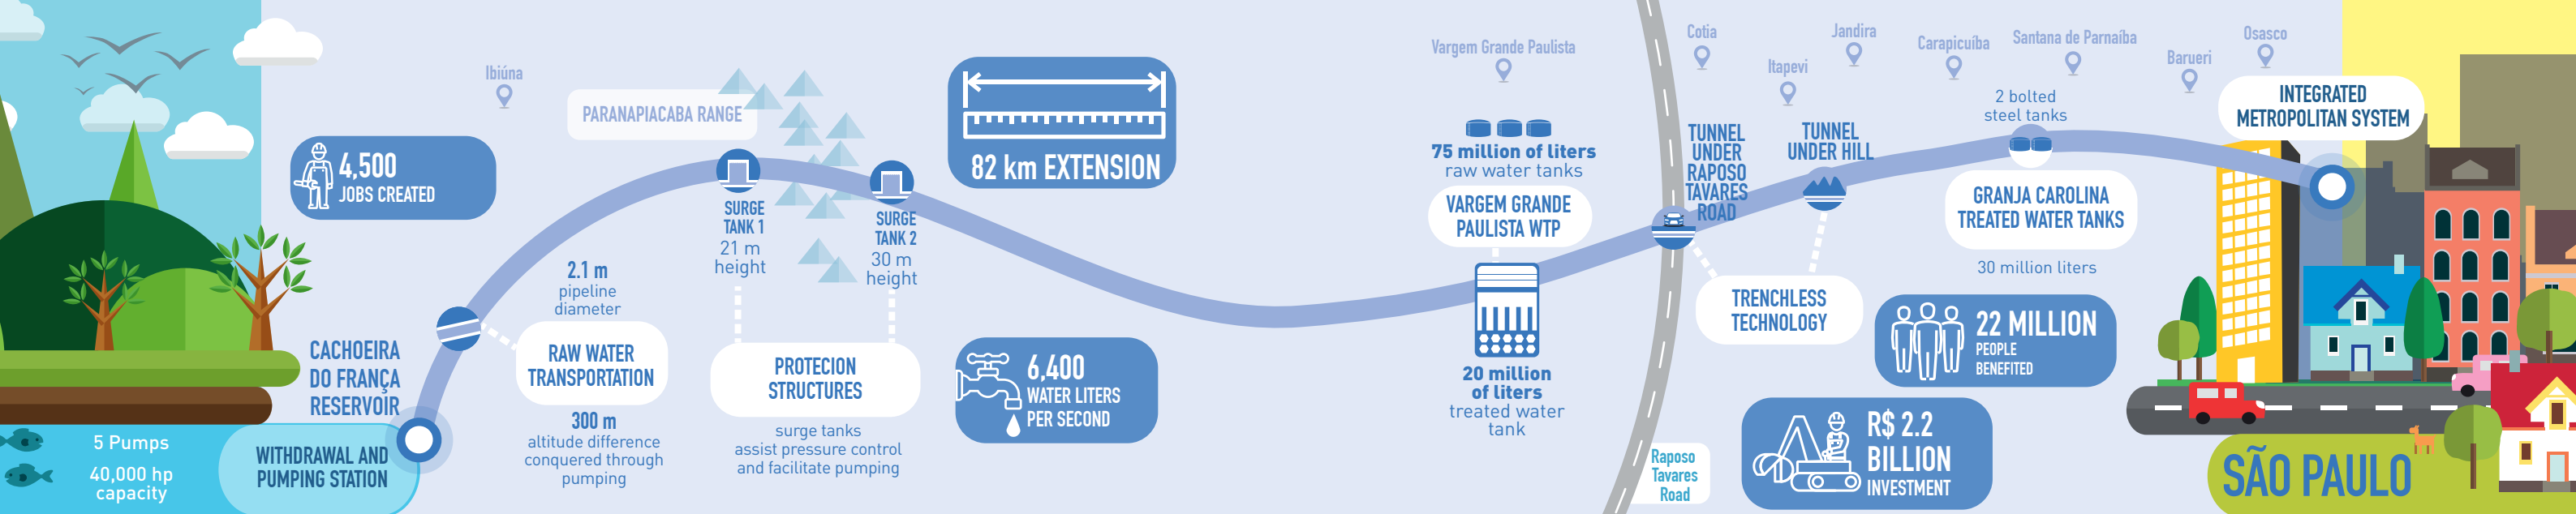 Ibiúna
4,500
JOBS CREATED
PARANAPIACABA RANGE
82 km EXTENSION
SURGE
TANK 1
21 m
height
SURGE
TANK 2
30 m
height
2.1 m
pipeline
diameter
RAW WATER
TRANSPORTATION
300 m
altitude difference
conquered through
pumping
CACHOEIRA
DO FRANÇA
RESERVOIR
5 Pumps
40,000 hp
capacity
WITHDRAWAL AND
PUMPING STATION
PROTECION
STRUCTURES
surge tanks
assist pressure control
and facilitate pumping
6,400
WATER LITERS
PER SECOND
Vargem Grande Paulista
75 million of liters
raw water tanks
VARGEM GRANDE
PAULISTA WTP
20 million
of liters
treated water
tank
Cotia
Itapevi
Jandira
Carapicuíba
Santana de Parnaíba
Barueri
Osasco
TUNNEL
UNDER
RAPOSO
TAVARES
ROAD
TUNNEL
UNDER HILL
TRENCHLESS
TECHNOLOGY
2 bolted
steel tanks
GRANJA CAROLINA
TREATED WATER TANKS
30 million liters
22 MILLION
PEOPLE
BENEFITED
Raposo
Tavares
Road
R$ 2.2
BILLION
INVESTMENT
INTEGRATED
METROPOLITAN SYSTEM
SÃO PAULO